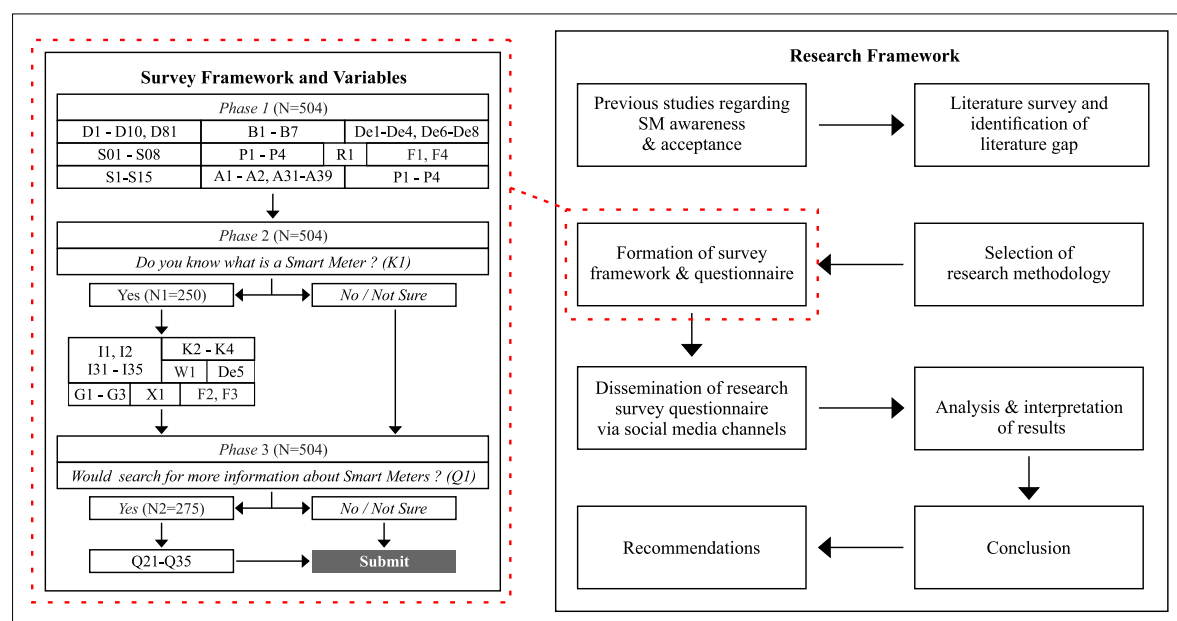 Survey Framework and Variables
Phase 1 (N=504)
D1 - D10, D81
B1 - B7
De1-De4, De6-De8
S01 - S08
P1 - P4
R1
F1, F4
S1-S15
A1 - A2, A31-A39
P1 - P4
Phase 2 (N=504)
Do you know what is a Smart Meter ? (K1)
Yes (N1=250)
No / Not Sure
I1, I2
I31 - I35
K2 - K4
W1
De5
G1 - G3
X1
F2, F3
Phase 3 (N=504)
Would search for more information about Smart Meters ? (Q1)
Yes (N2=275)
No / Not Sure
Q21-Q35
Submit
Research Framework
Previous studies regarding
SM awareness
& acceptance
Literature survey and
identification of
literature gap
Formation of survey
framework & questionnaire
Selection of
research methodology
Dissemination of research
survey questionnaire
via social media channels
Analysis & interpretation
of results
Recommendations
Conclusion